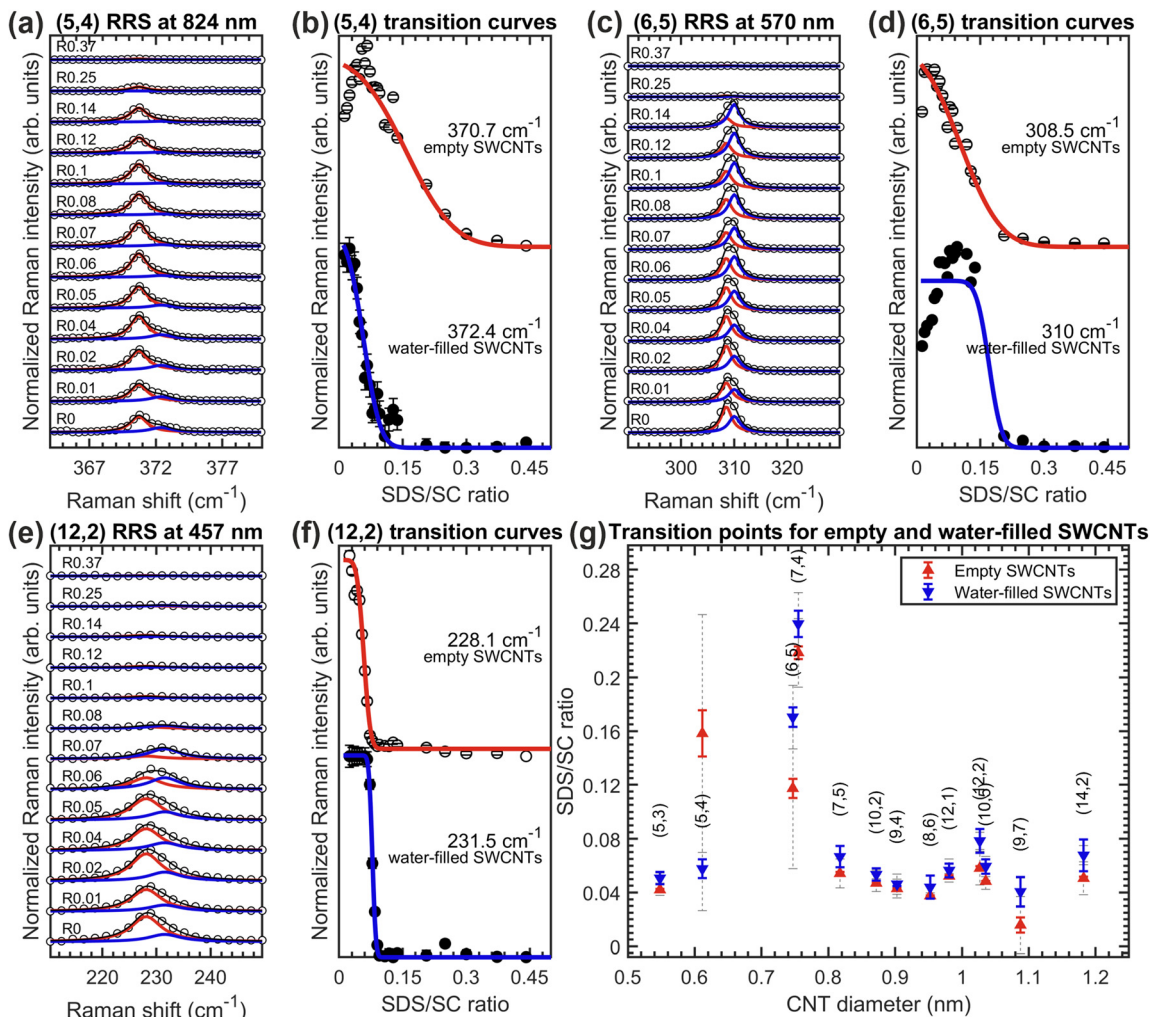 (a) (5,4) RRS at 824 nm
Normalized Raman intensity (arb. units)
R0.37
R0.25
R0.14
R0.12
R0.1
R0.08
R0.07
R0.06
R0.05
R0.04
R0.02
R0.01
R0
367 372 377
Raman shift (cm⁻¹)
(b) (5,4) transition curves
Normalized Raman intensity (arb. units)
370.7 cm⁻¹
empty SWCNTs
372.4 cm⁻¹
water-filled SWCNTs
0 0.15 0.3 0.45
SDS/SC ratio
(c) (6,5) RRS at 570 nm
Normalized Raman intensity (arb. units)
R0.37
R0.25
R0.14
R0.12
R0.1
R0.08
R0.07
R0.06
R0.05
R0.04
R0.02
R0.01
R0
300 310 320
Raman shift (cm⁻¹)
(d) (6,5) transition curves
Normalized Raman intensity (arb. units)
308.5 cm⁻¹
empty SWCNTs
310 cm⁻¹
water-filled SWCNTs
0 0.15 0.3 0.45
SDS/SC ratio
(e) (12,2) RRS at 457 nm
Normalized Raman intensity (arb. units)
R0.37
R0.25
R0.14
R0.12
R0.1
R0.08
R0.07
R0.06
R0.05
R0.04
R0.02
R0.01
R0
220 230 240
Raman shift (cm⁻¹)
(f) (12,2) transition curves
Normalized Raman intensity (arb. units)
228.1 cm⁻¹
empty SWCNTs
231.5 cm⁻¹
water-filled SWCNTs
0 0.15 0.3 0.45
SDS/SC ratio
(g) Transition points for empty and water-filled SWCNTs
SDS/SC ratio
0.28
0.24
0.2
0.16
0.12
0.08
0.04
0
Empty SWCNTs
Water-filled SWCNTs
(5,3)
(5,4)
(6,5)
(7,4)
(7,5)
(10,2)
(9,4)
(8,6)
(12,1)
(12,2)
(9,7)
(14,2)
0.5 0.6 0.7 0.8 0.9 1 1.1 1.2
CNT diameter (nm)